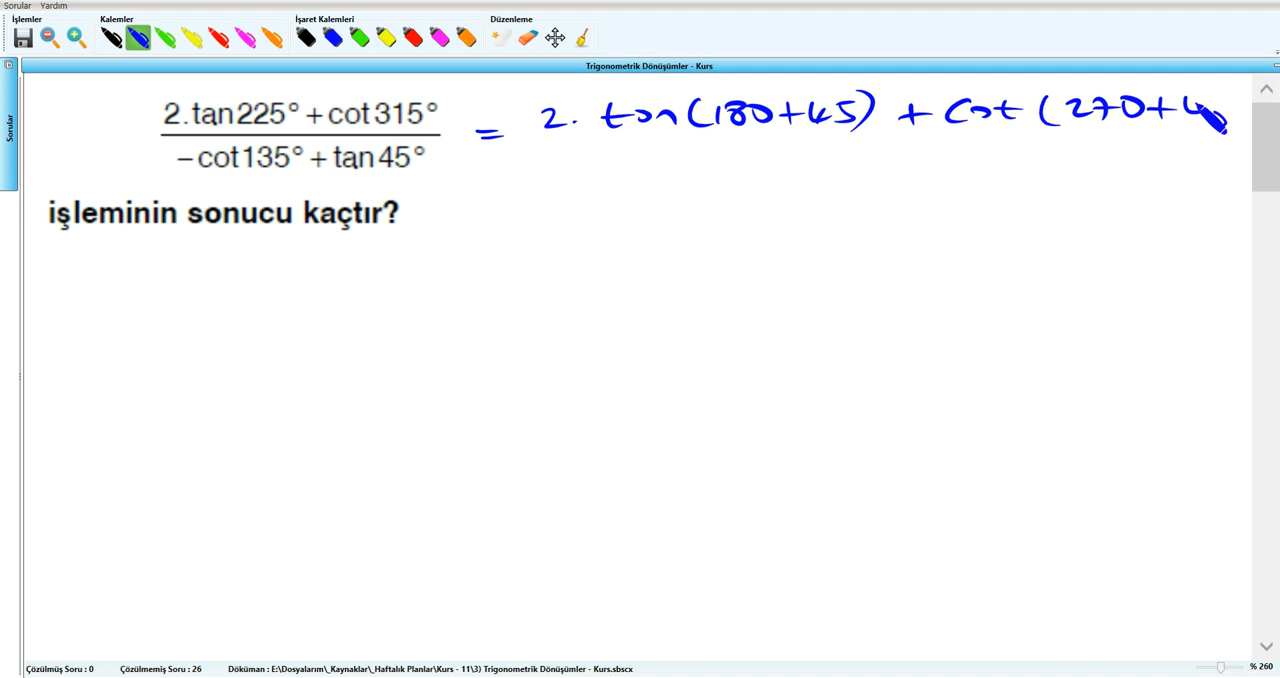 Sorular Yardım
İşlemler Kalemler İşaret Kalemleri Düzenleme
Trigonometrik Dönüşümler - Kurs
Sorular
2.tan225° + cot315°
−cot135° + tan45°
= 2. tan(180+45) + cot (270+4
işleminin sonucu kaçtır?
Çözülmüş Soru : 0 Çözülmemiş Soru : 26 Döküman : E:\Dosyalarım\_Kaynaklar\_Haftalık Planlar\Kurs - 11\3) Trigonometrik Dönüşümler - Kurs.sbscx % 260